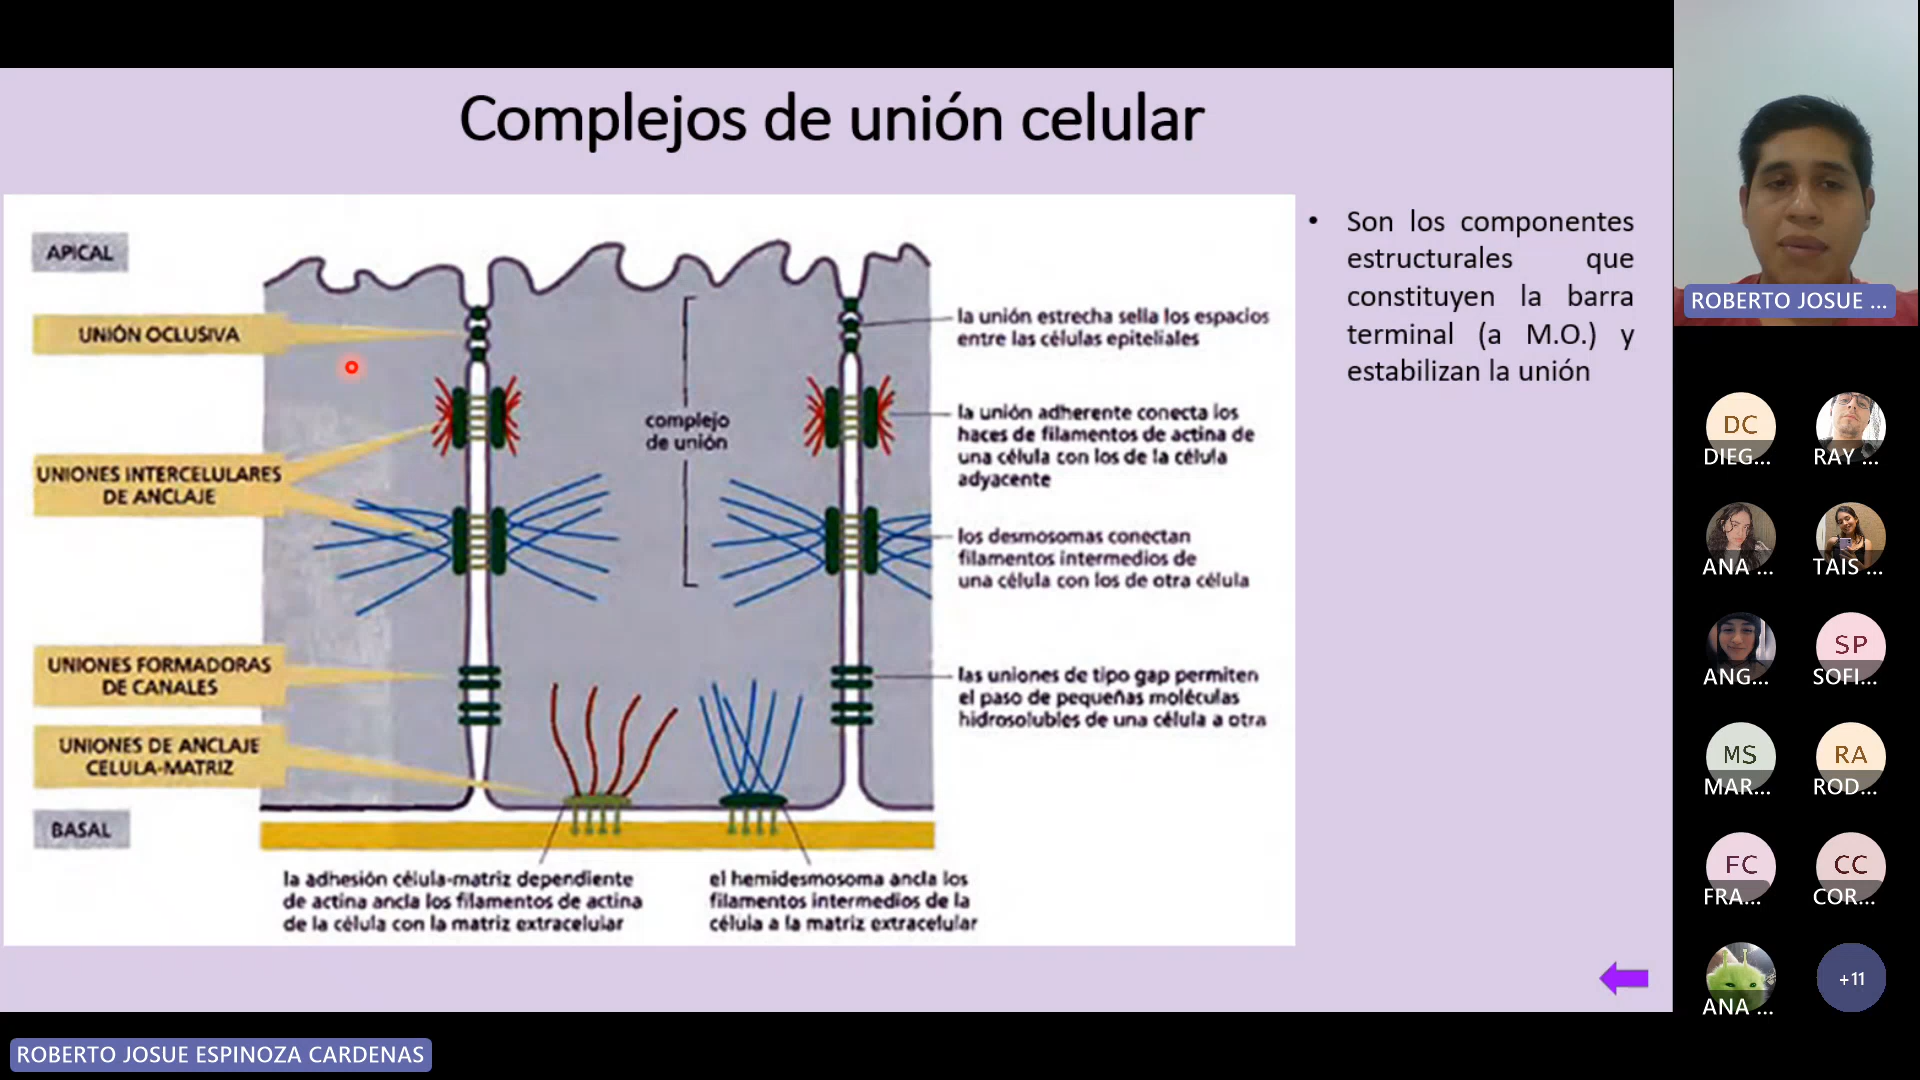 Complejos de unión celular
APICAL
UNIÓN OCLUSIVA
UNIONES INTERCELULARES
DE ANCLAJE
UNIONES FORMADORAS
DE CANALES
UNIONES DE ANCLAJE
CELULA-MATRIZ
BASAL
complejo
de unión
la unión estrecha sella los espacios
entre las células epiteliales
la unión adherente conecta los
haces de filamentos de actina de
una célula con los de la célula
adyacente
los desmosomas conectan
filamentos intermedios de
una célula con los de otra célula
las uniones de tipo gap permiten
el paso de pequeñas moléculas
hidrosolubles de una célula a otra
la adhesión célula-matriz dependiente
de actina ancla los filamentos de actina
de la célula con la matriz extracelular
el hemidesmosoma ancla los
filamentos intermedios de la
célula a la matriz extracelular
• Son los componentes
estructurales que
constituyen la barra
terminal (a M.O.) y
estabilizan la unión
ROBERTO JOSUE ...
DC
DIEG...
RAY ...
ANA ...
TAIS ...
ANG...
SP
SOFI...
MS
MAR...
RA
ROD...
FC
FRA...
CC
COR...
ANA ...
+11
ROBERTO JOSUE ESPINOZA CARDENAS